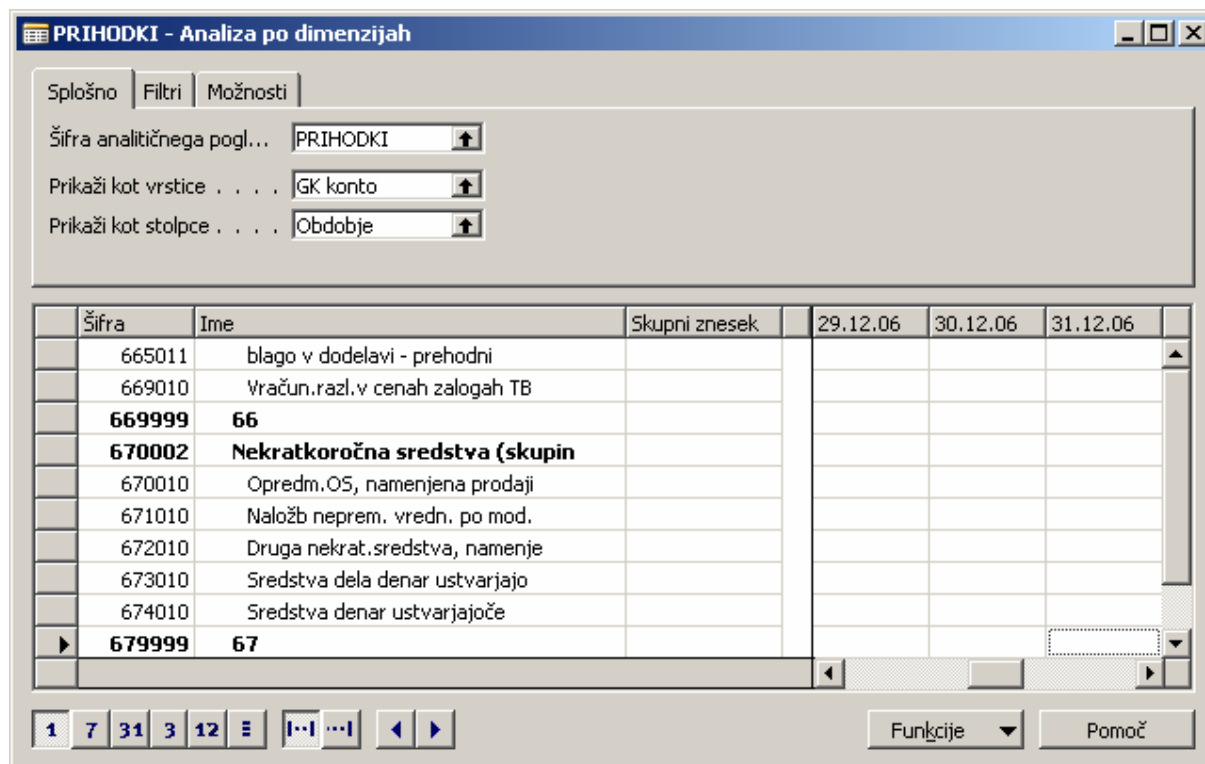 PRIHODKI - Analiza po dimenzijah
Splošno Filtri Možnosti
Šifra analitičnega pogl... PRIHODKI
Prikaži kot vrstice . . . . GK konto
Prikaži kot stolpce . . . . Obdobje
Šifra Ime Skupni znesek 29.12.06 30.12.06 31.12.06
665011 blago v dodelavi - prehodni
669010 Vračun.razl.v cenah zalogah TB
669999 66
670002 Nekratkoročna sredstva (skupin
670010 Opredm.OS, namenjena prodaji
671010 Naložb neprem. vredn. po mod.
672010 Druga nekrat.sredstva, namenje
673010 Sredstva dela denar ustvarjajo
674010 Sredstva denar ustvarjajoče
679999 67
1 7 31 3 12 Funkcije Pomoč